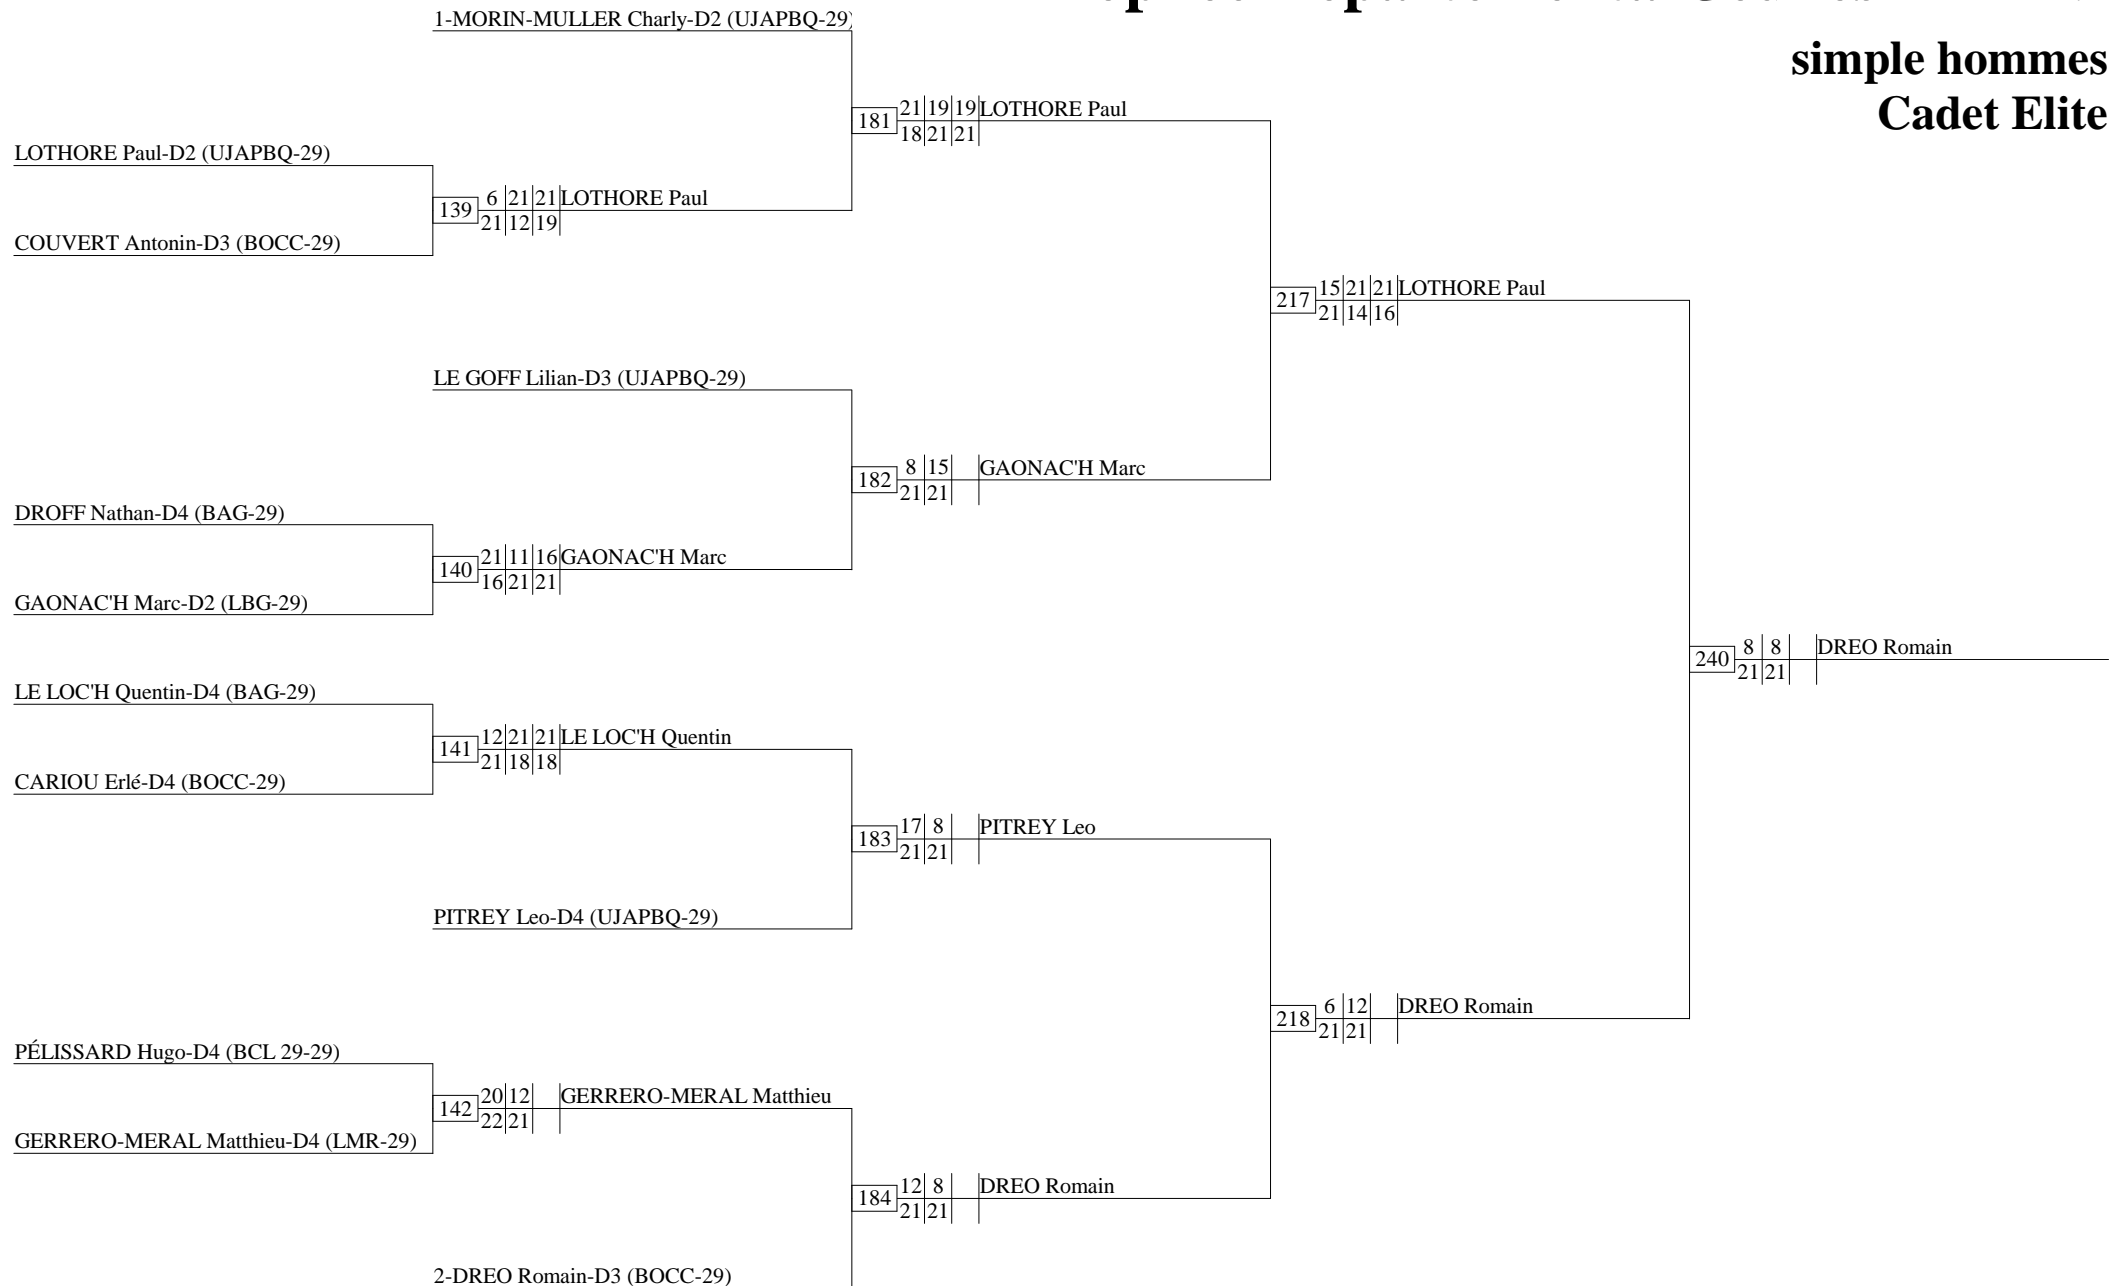 1-MORIN-MULLER Charly-D2 (UJAPBQ-29)
simple hommes
Cadet Elite
181 21 19 19 LOTHORE Paul
18 21 21
LOTHORE Paul-D2 (UJAPBQ-29)
139 6 21 21 LOTHORE Paul
21 12 19
COUVERT Antonin-D3 (BOCC-29)
217 15 21 21 LOTHORE Paul
21 14 16
LE GOFF Lilian-D3 (UJAPBQ-29)
182 8 15 GAONAC'H Marc
21 21
DROFF Nathan-D4 (BAG-29)
140 21 11 16 GAONAC'H Marc
16 21 21
GAONAC'H Marc-D2 (LBG-29)
240 8 8 DREO Romain
21 21
LE LOC'H Quentin-D4 (BAG-29)
141 12 21 21 LE LOC'H Quentin
21 18 18
CARIOU Erlé-D4 (BOCC-29)
183 17 8 PITREY Leo
21 21
PITREY Leo-D4 (UJAPBQ-29)
218 6 12 DREO Romain
21 21
PÉLISSARD Hugo-D4 (BCL 29-29)
142 20 12 GERRERO-MERAL Matthieu
22 21
GERRERO-MERAL Matthieu-D4 (LMR-29)
184 12 8 DREO Romain
21 21
2-DREO Romain-D3 (BOCC-29)